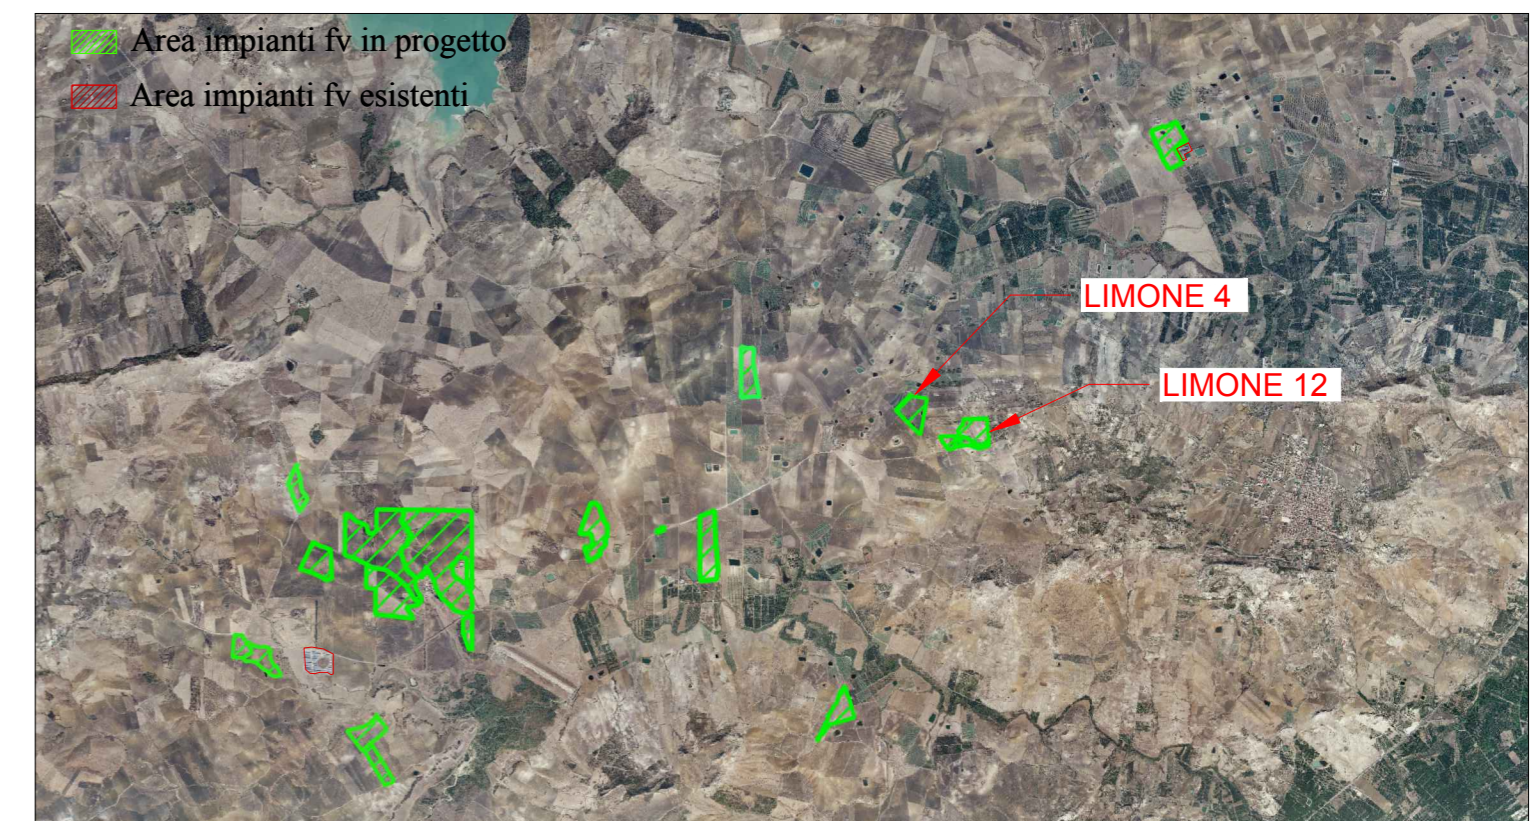 Area impianti fv in progetto
Area impianti fv esistenti
LIMONE 4
LIMONE 12